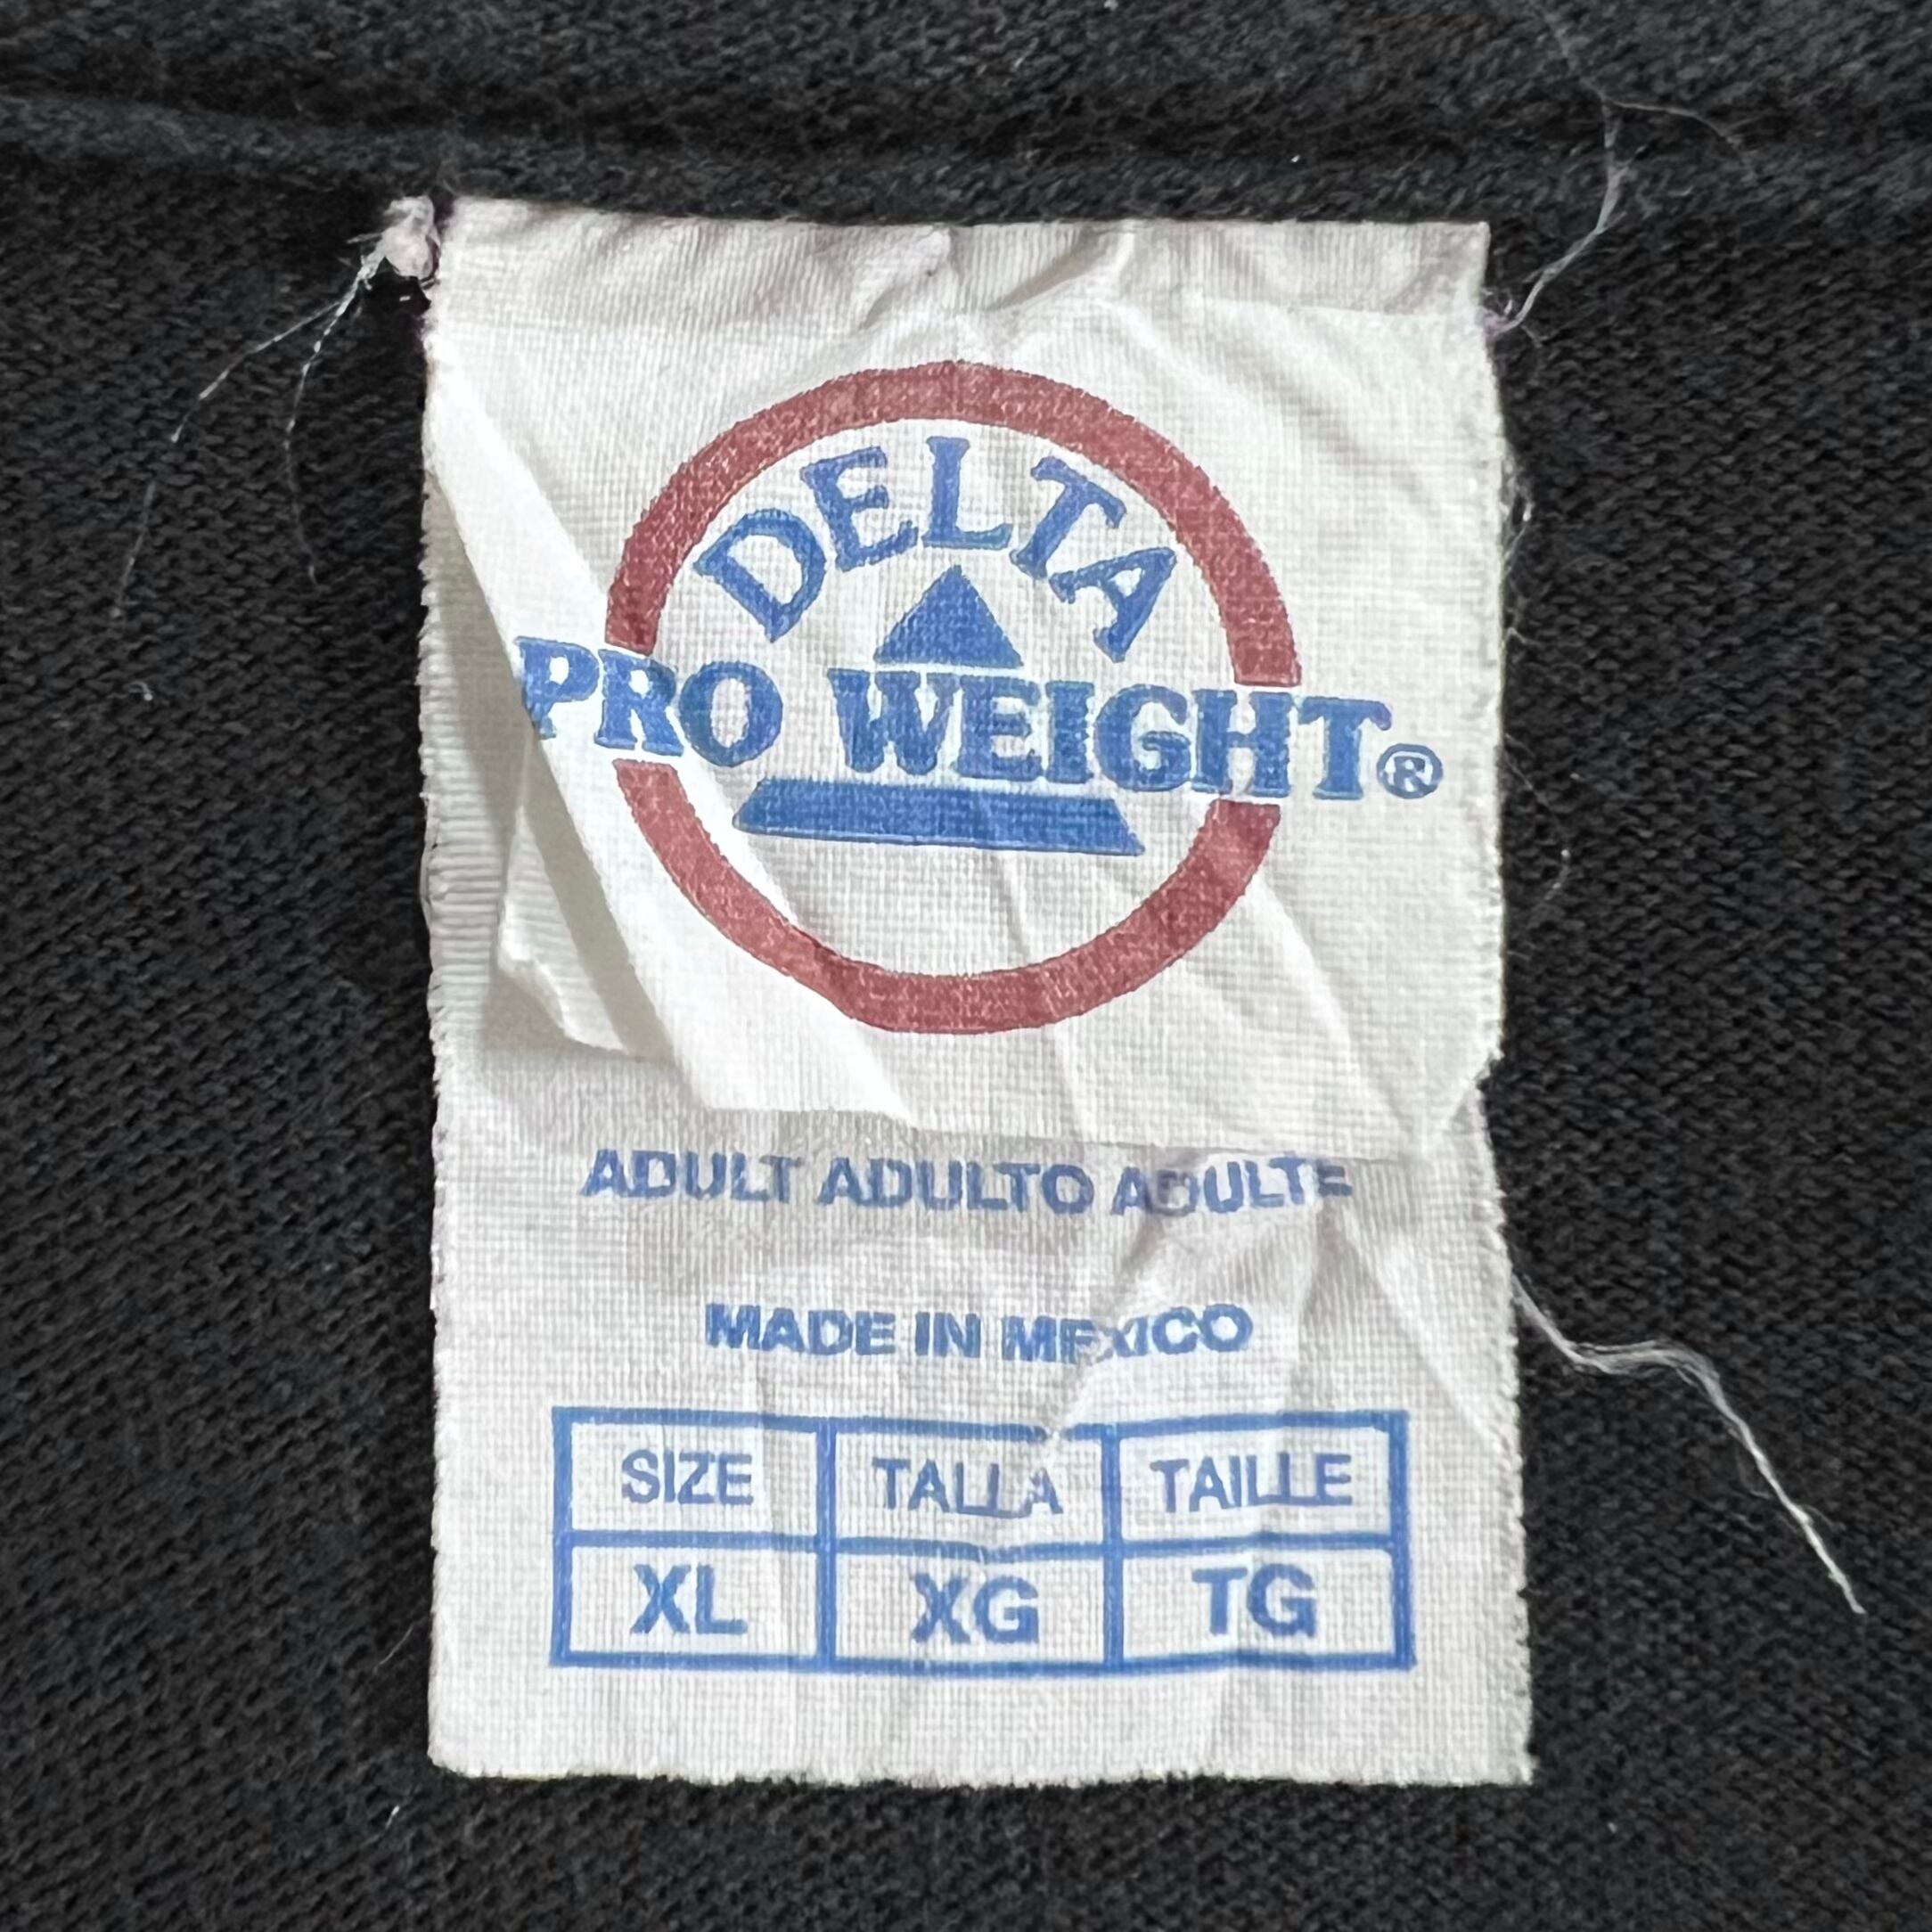 DELTA
PRO WEIGHT®
ADULT ADULTO ADULTE
MADE IN MEXICO
SIZE TALLA TAILLE
XL XG TG